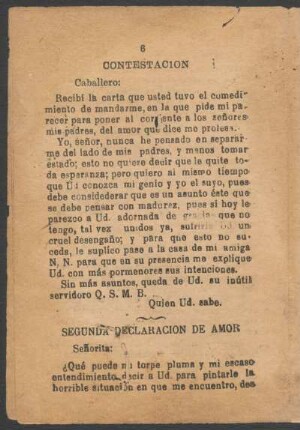 6
CONTESTACION
Caballero:
Recibí la carta que usted tuvo el comedi
miento de mandarme, en la que pide mi pa
recer para poner al corriente a los señores
mis padres, del amor que dice me profesa.
Yo, señor, nunca he pensado en separar
me del lado de mis padres, y menos tomar
estado; esto no quiere decir que le quite to
da esperanza; pero quiero al mismo tiempo
que Ud conozca mi genio y yo el suyo, pues
debe considederar que es un asunto éste que
se debe pensar con madurez, pues si hoy le
parezco a Ud. adornada de gracias que no
tengo, tal vez unidos ya, sufriría un
cruel desengaño; y para que esto no su
ceda, le suplico pase a la casa de mi amiga
N. N. para que en su presencia me explique
Ud. con más pormenores sus intenciones.
Sin más asuntos, queda de Ud. su inútil
servidoro Q. S. M. B.
Quien Ud. sabe.
SEGUNDA DECLARACION DE AMOR
Señorita:
¿Qué puede mi torpe pluma y mi escaso
entendimiento decir a Ud. para pintarle la
horrible situación en que me encuentro, des